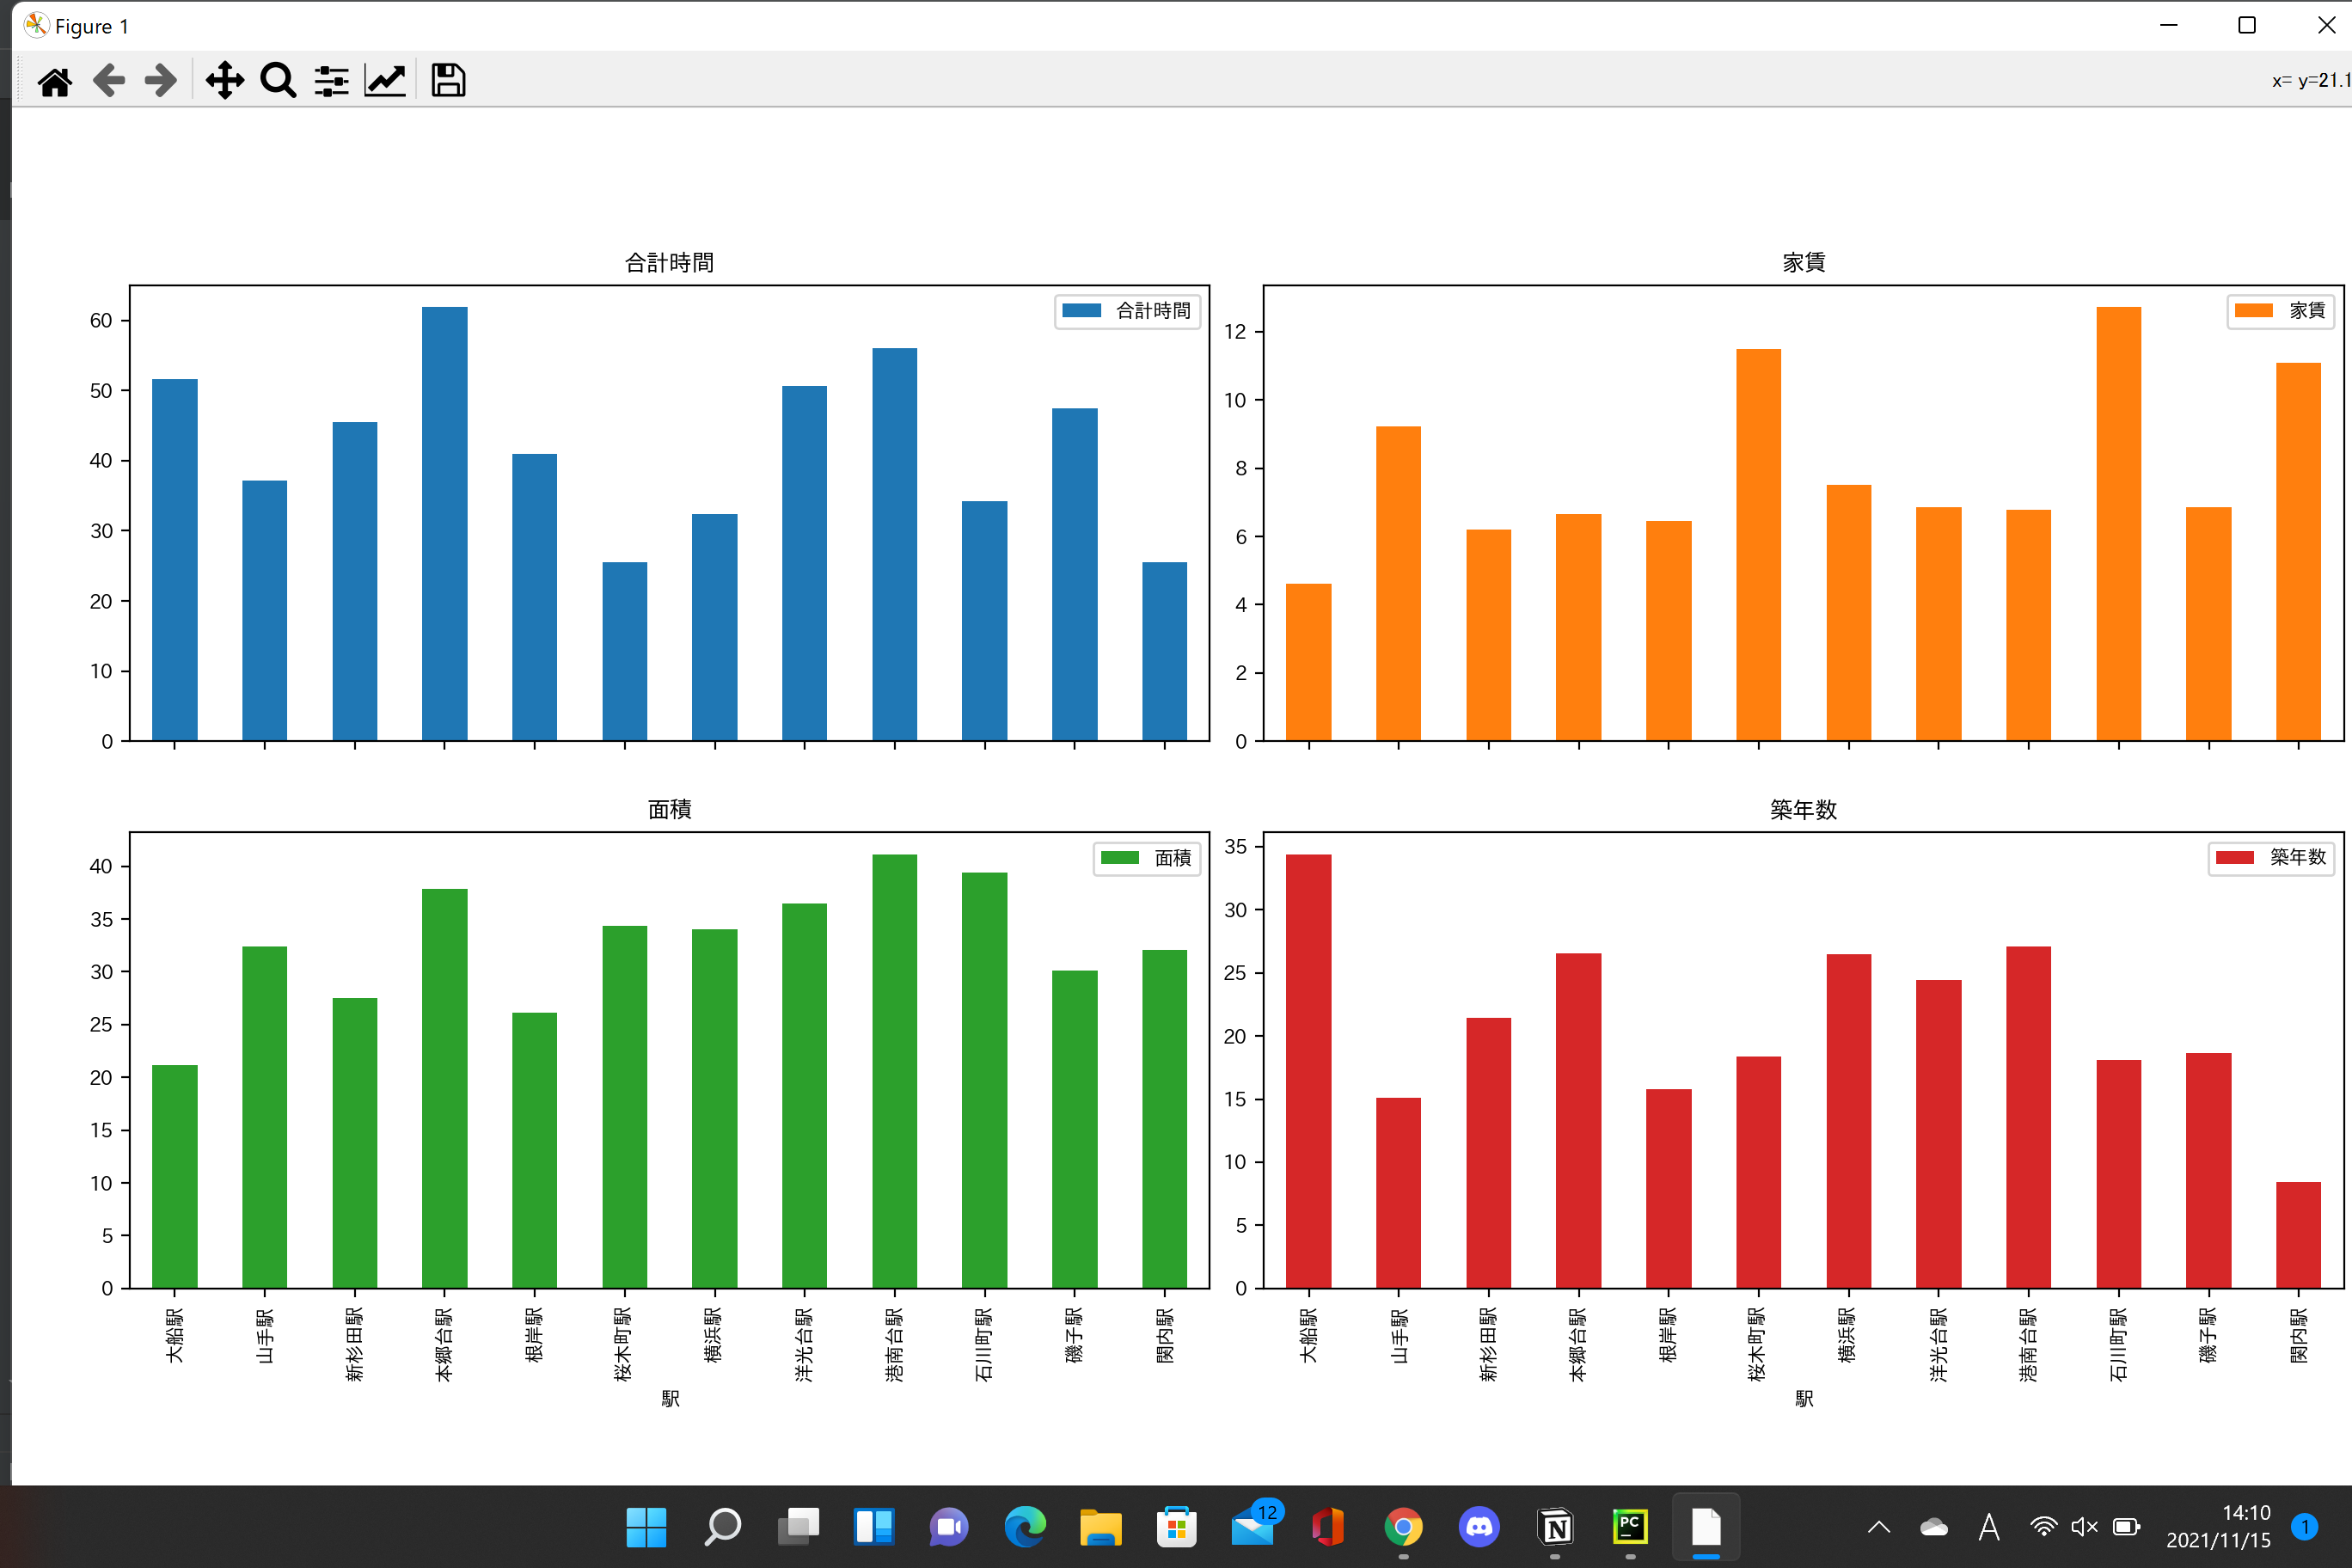 Figure 1
x= y=21.1
合計時間
合計時間
60
50
40
30
20
10
0
家賃
家賃
12
10
8
6
4
2
0
面積
面積
40
35
30
25
20
15
10
5
0
大船駅
山手駅
新杉田駅
本郷台駅
根岸駅
桜木町駅
横浜駅
洋光台駅
港南台駅
石川町駅
磯子駅
関内駅
駅
築年数
築年数
35
30
25
20
15
10
5
0
大船駅
山手駅
新杉田駅
本郷台駅
根岸駅
桜木町駅
横浜駅
洋光台駅
港南台駅
石川町駅
磯子駅
関内駅
駅
12
N
PC
A
14:10
2021/11/15
1